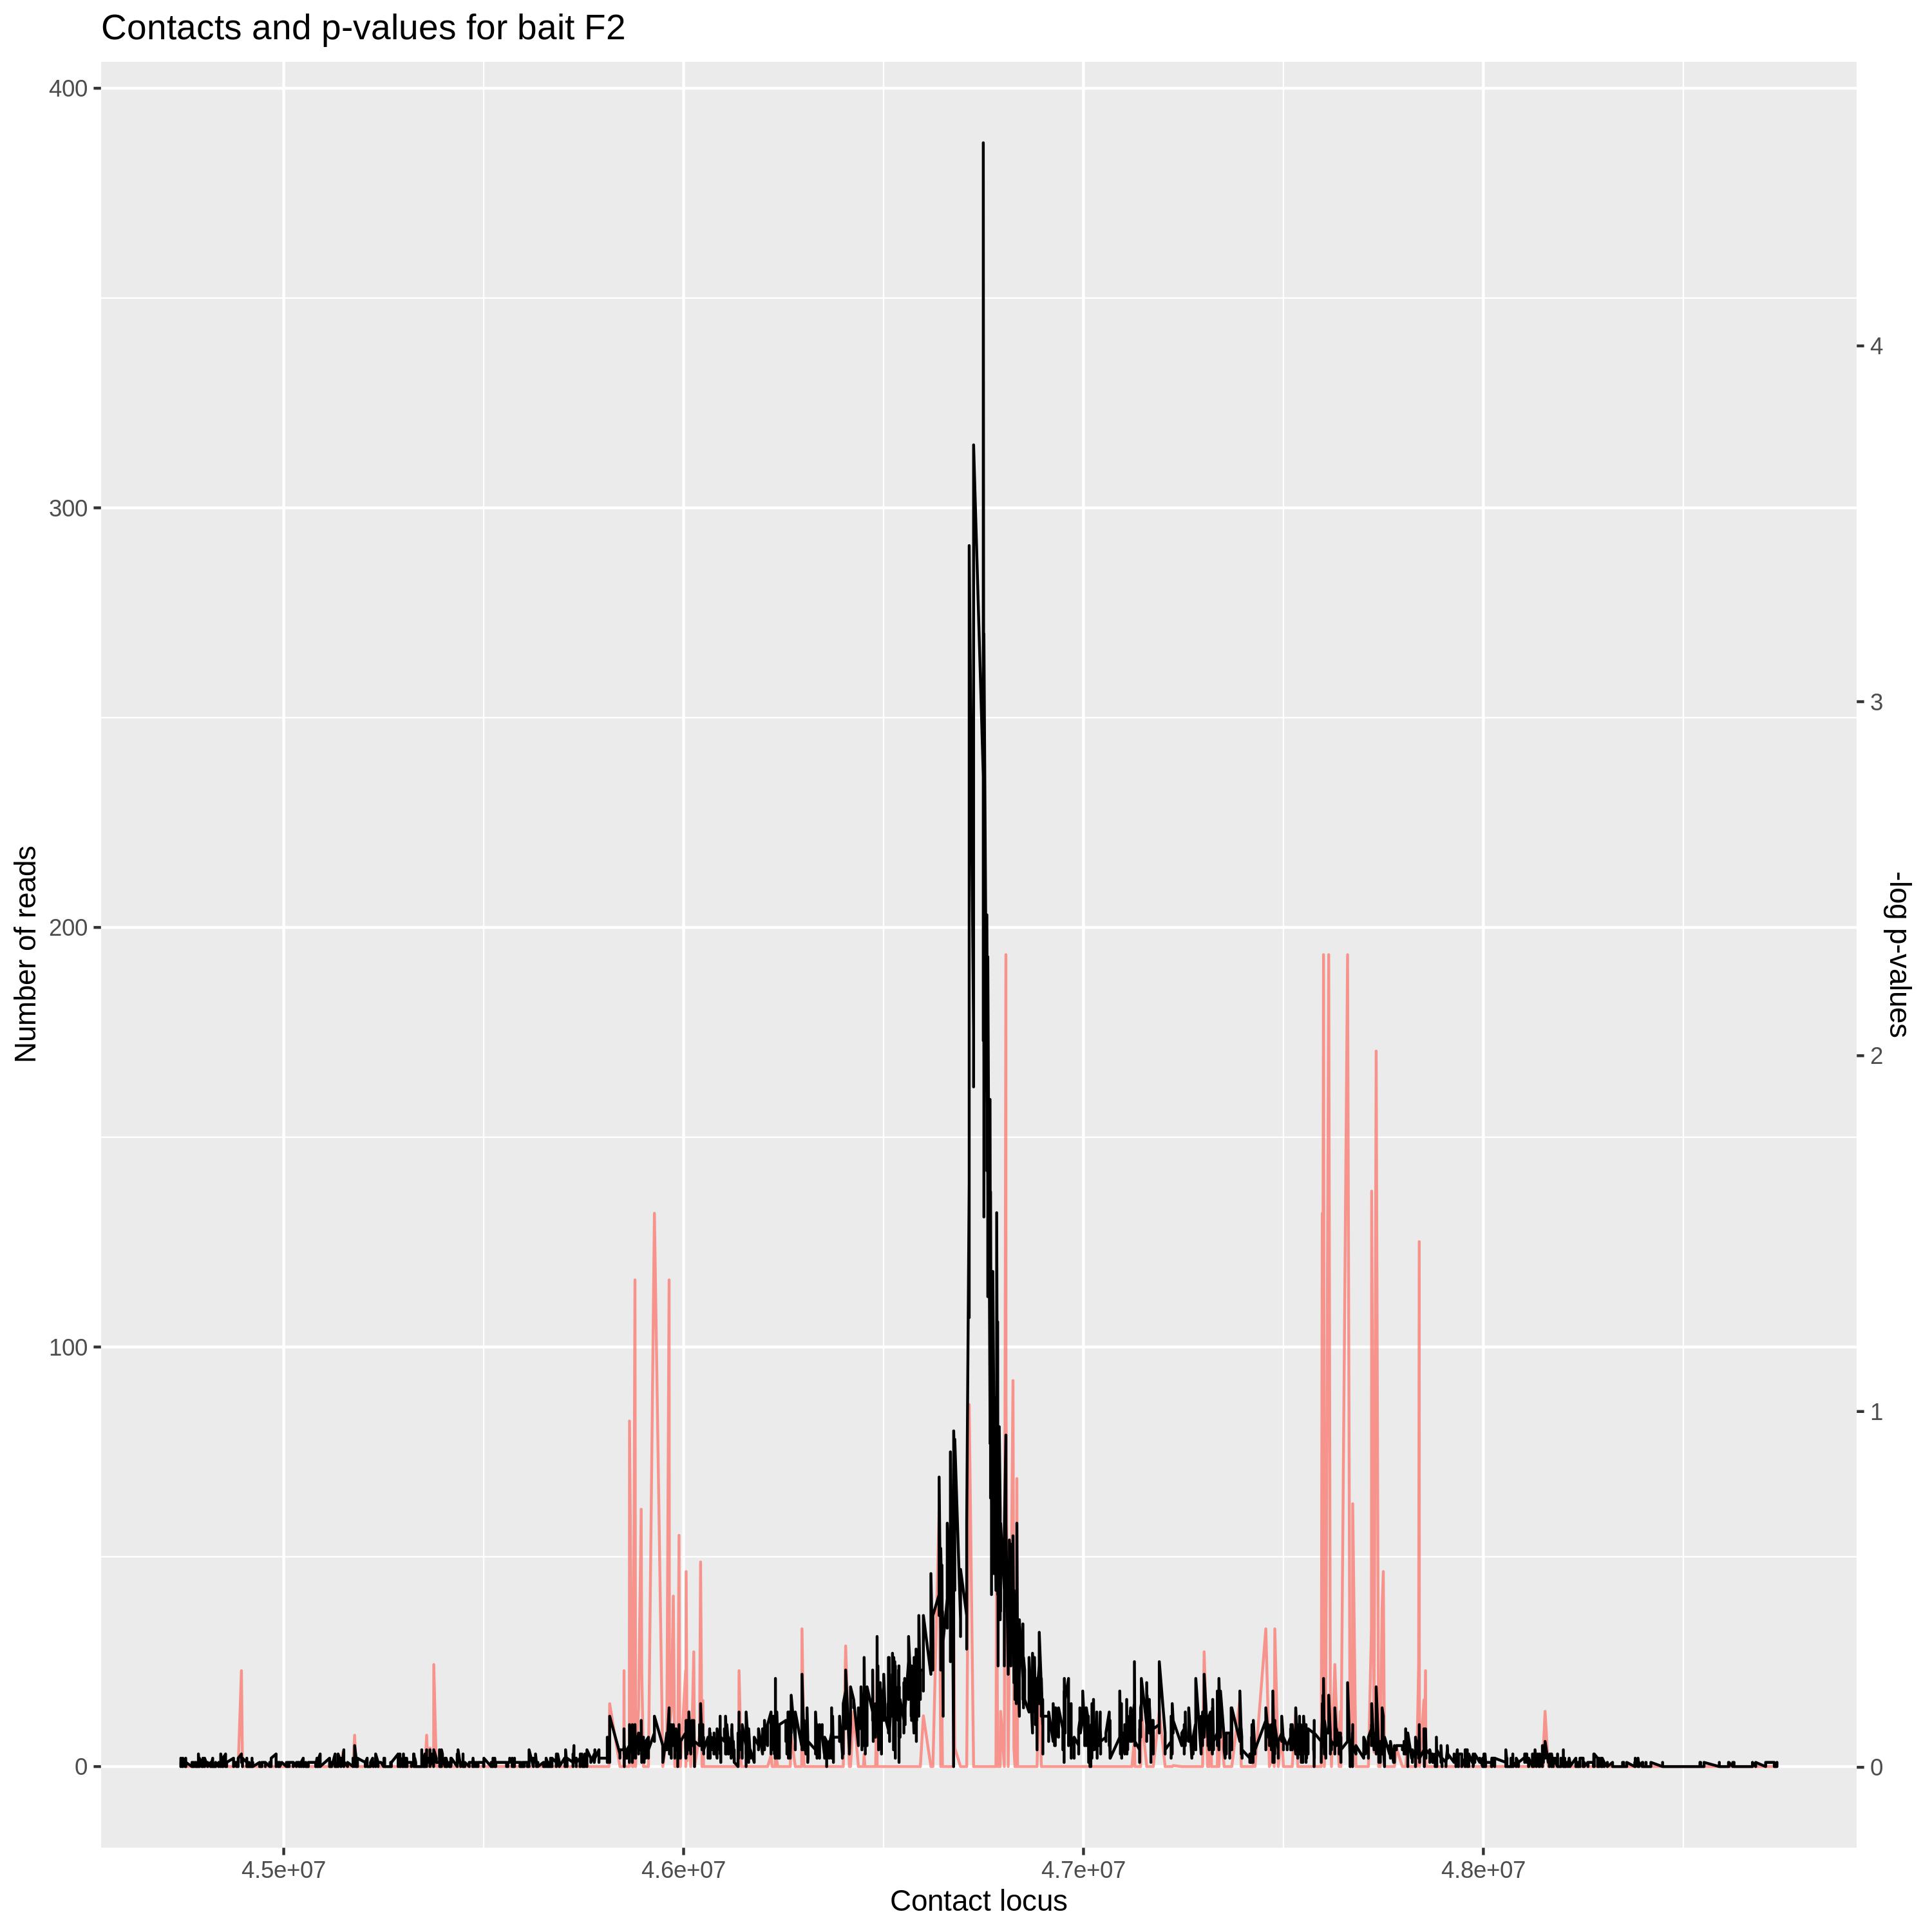 Contacts and p-values for bait F2
400
300
200
100
0
Number of reads
4
3
2
1
0
-log p-values
4.5e+07
4.6e+07
4.7e+07
4.8e+07
Contact locus